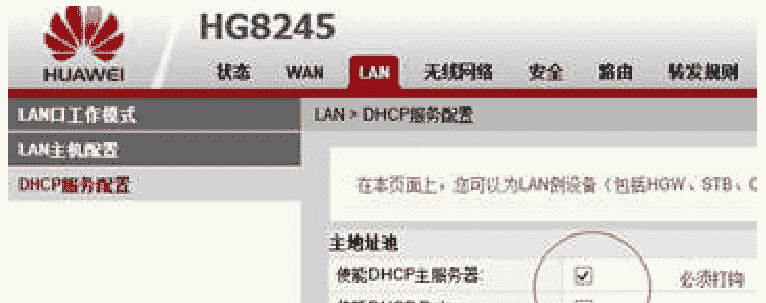 HG8245
HUAWEI
状态 WAN LAN 无线网络 安全 路由 转发规则
LAN口工作模式
LAN > DHCP服务配置
LAN主机配置
DHCP服务配置
在本页面上，您可以为LAN侧设备（包括HGW、STB、
主地址池
使能DHCP主服务器:
必须打钩